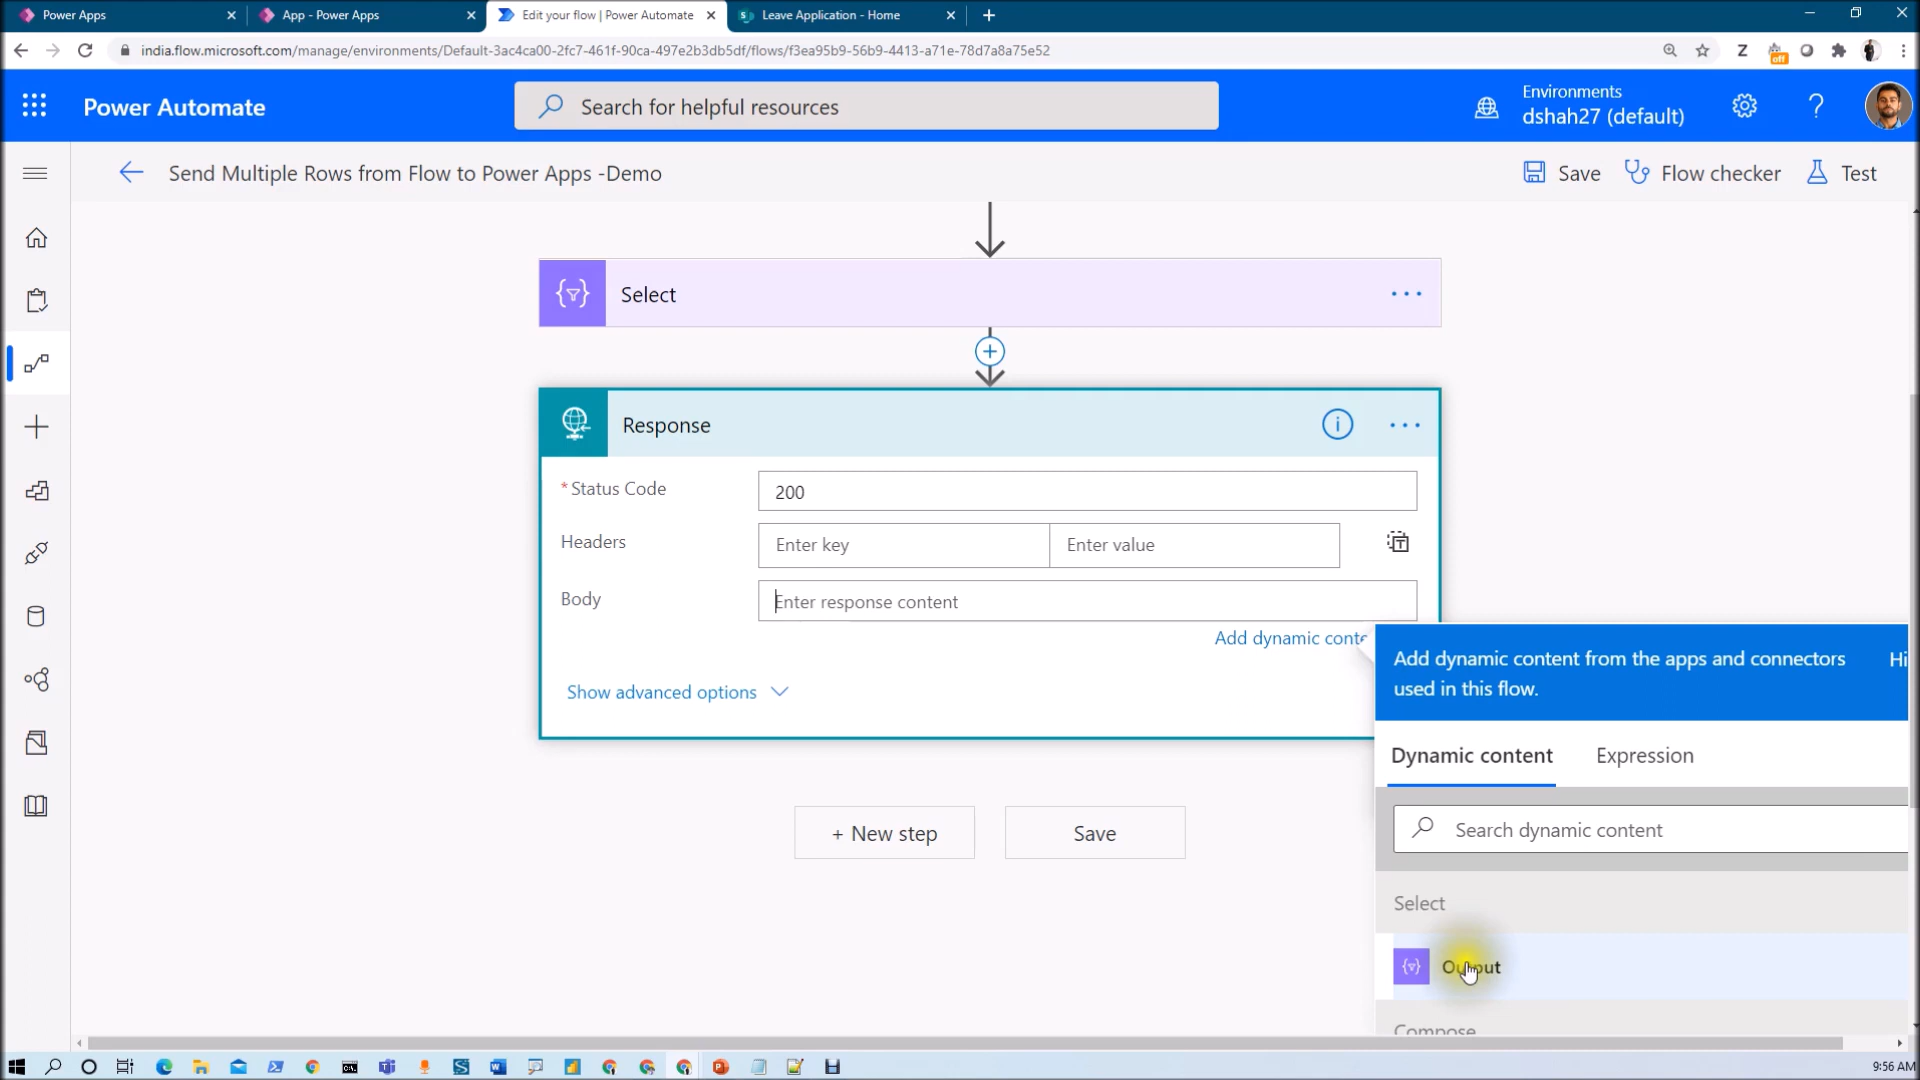 Power Apps
App - Power Apps
Edit your flow | Power Automate
Leave Application - Home
india.flow.microsoft.com/manage/environments/Default-3ac4ca00-2fc7-461f-90ca-497e2b3db5df/flows/f3ea95b9-56b9-4413-a71e-78d7a8a75e52
Z
off
Power Automate
Search for helpful resources
Environments
dshah27 (default)
Send Multiple Rows from Flow to Power Apps -Demo
Save
Flow checker
Test
Select
Response
*Status Code
200
Headers
Enter key
Enter value
Body
Enter response content
Add dynamic conte
Show advanced options
Add dynamic content from the apps and connectors
used in this flow.
Hi
Dynamic content
Expression
Search dynamic content
Select
Output
Compose
+ New step
Save
9:56 AM